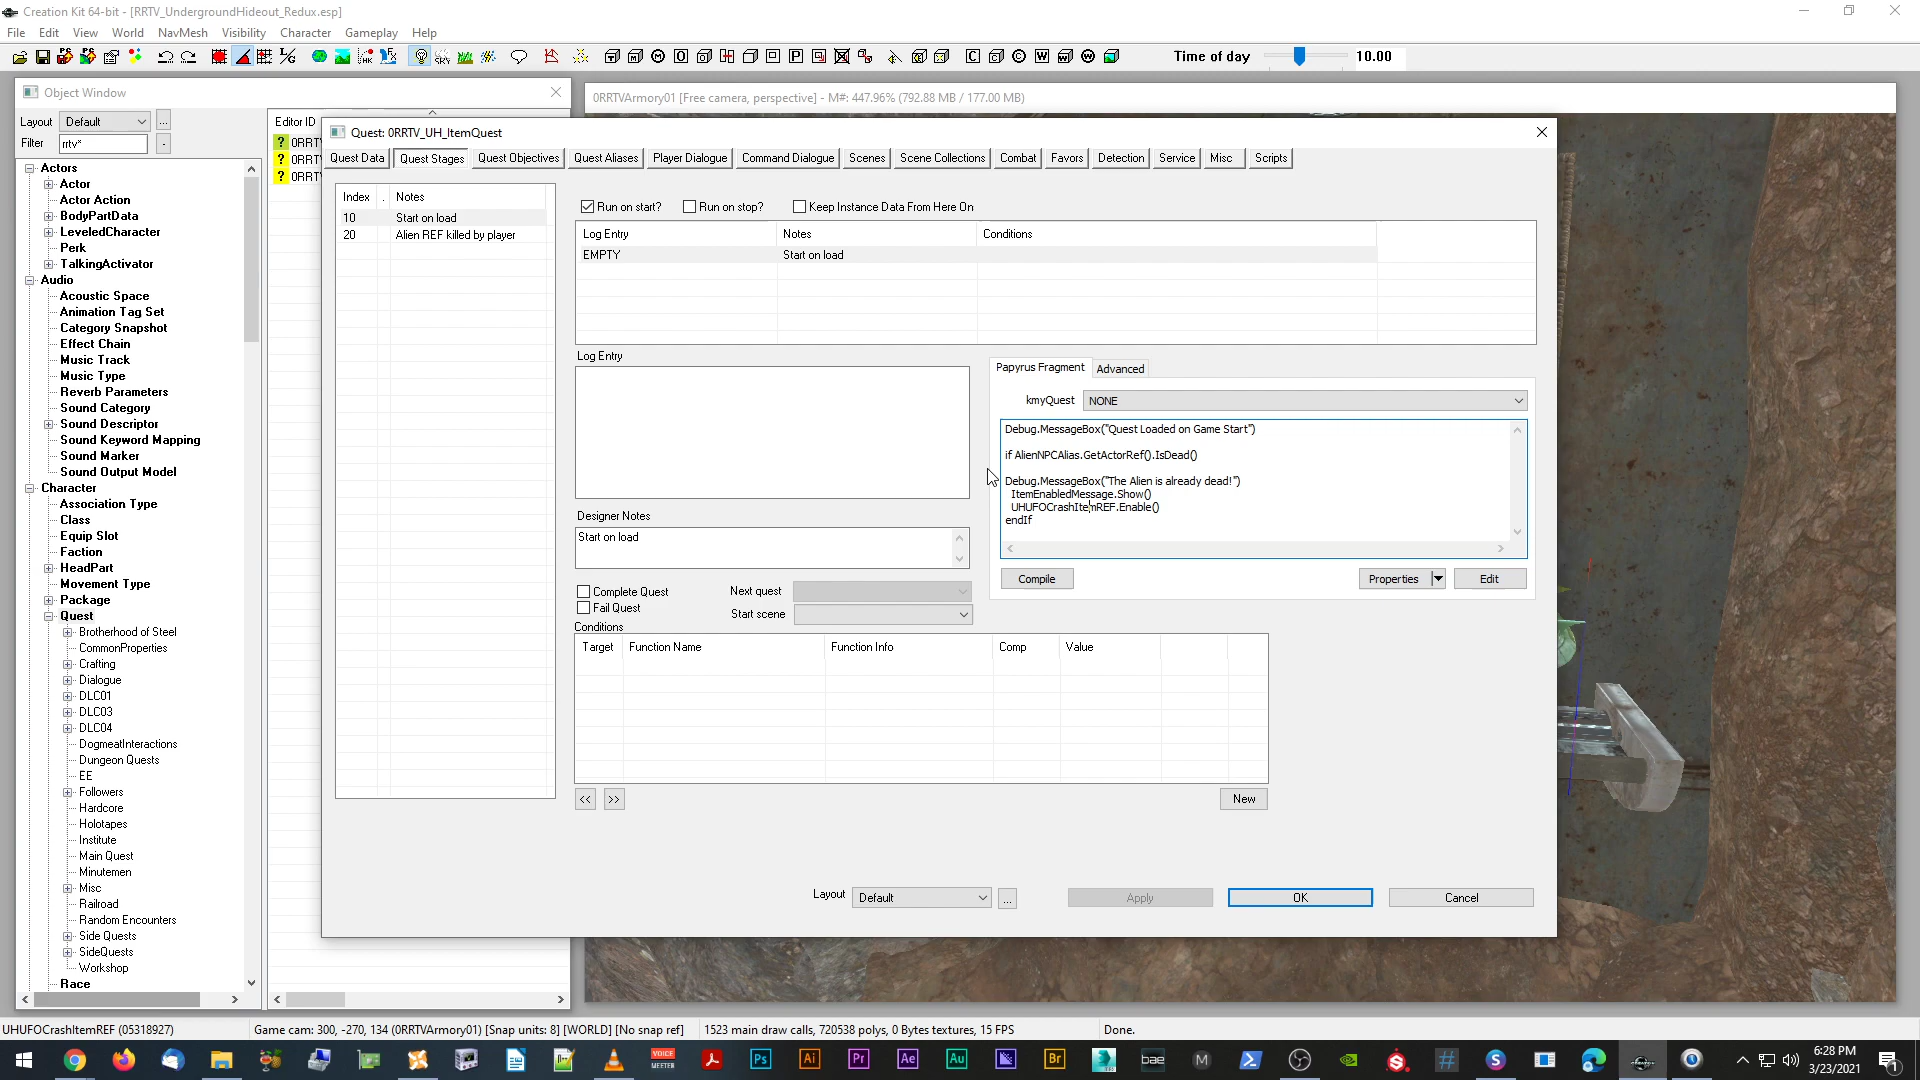 Creation Kit 64-bit - [RRTV_UndergroundHideout_Redux.esp]
File Edit View World NavMesh Visibility Character Gameplay Help
Time of day 10.00
Object Window
Layout Default ...
Filter rrtv* -
Editor ID
0RRTV
0RRTV
0RRTV
Actors
Actor
Actor Action
BodyPartData
LeveledCharacter
Perk
TalkingActivator
Audio
Acoustic Space
Animation Tag Set
Category Snapshot
Effect Chain
Music Track
Music Type
Reverb Parameters
Sound Category
Sound Descriptor
Sound Keyword Mapping
Sound Marker
Sound Output Model
Character
Association Type
Class
Equip Slot
Faction
HeadPart
Movement Type
Package
Quest
Brotherhood of Steel
CommonProperties
Crafting
Dialogue
DLC01
DLC03
DLC04
DogmeatInteractions
Dungeon Quests
EE
Followers
Hardcore
Holotapes
Institute
Main Quest
Minutemen
Misc
Railroad
Random Encounters
Side Quests
SideQuests
Workshop
Race
0RRTVArmory01 [Free camera, perspective] - M#: 447.96% (792.88 MB / 177.00 MB)
Quest: 0RRTV_UH_ItemQuest
Quest Data Quest Stages Quest Objectives Quest Aliases Player Dialogue Command Dialogue Scenes Scene Collections Combat Favors Detection Service Misc Scripts
Index . Notes
10 Start on load
20 Alien REF killed by player
Run on start? Run on stop? Keep Instance Data From Here On
Log Entry Notes Conditions
EMPTY Start on load
Log Entry
Papyrus Fragment Advanced
kmyQuest NONE
Debug.MessageBox("Quest Loaded on Game Start")
if AlienNPCAlias.GetActorRef().IsDead()
Debug.MessageBox("The Alien is already dead!")
ItemEnabledMessage.Show()
UHUFOCrashItemREF.Enable()
endIf
Compile Properties Edit
Designer Notes
Start on load
Complete Quest Next quest
Fail Quest Start scene
Conditions
Target Function Name Function Info Comp Value
<< >> New
Layout Default ... Apply OK Cancel
UHUFOCrashItemREF (05318927) Game cam: 300, -270, 134 (0RRTVArmory01) [Snap units: 8] [WORLD] [No snap ref] 1523 main draw calls, 720538 polys, 0 Bytes textures, 15 FPS Done.
VOICE
MEETER
Ps Ai Pr Ae Au Br bae M S # S
6:28 PM
3/23/2021
1